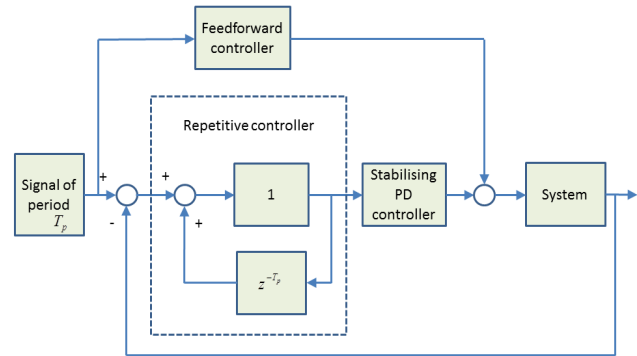 Feedforward
controller
Repetitive controller
Signal of
period
T_p
+
-
+
+
1
z^{-T_p}
Stabilising
PD
controller
System